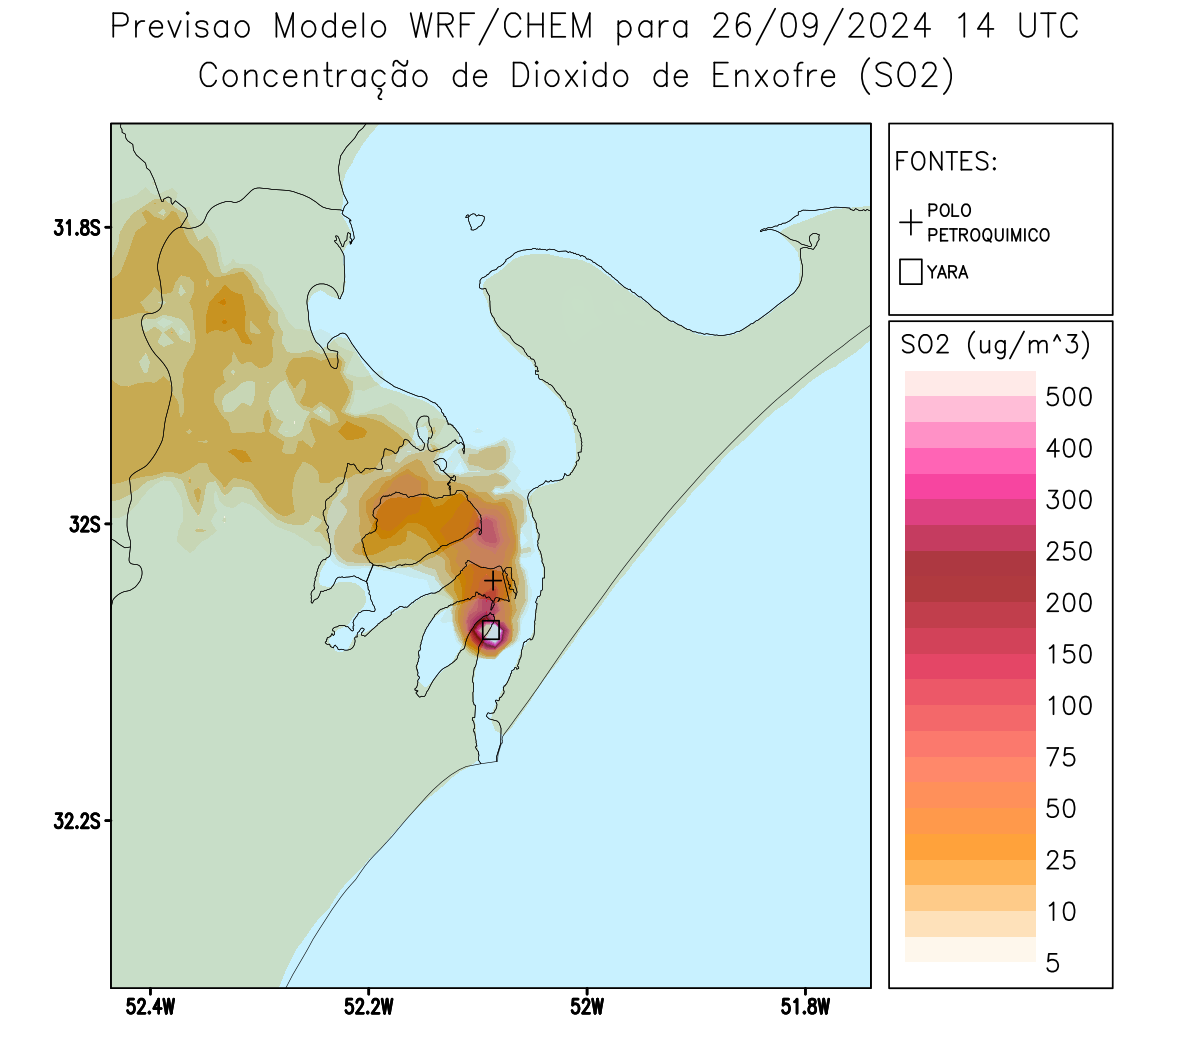 Previsao Modelo WRF/CHEM para 26/09/2024 14 UTC
Concentração de Dioxido de Enxofre (SO2)
FONTES:
POLO
PETROQUIMICO
YARA
SO2 (ug/m^3)
500
400
300
250
200
150
100
75
50
25
10
5
31.8S
32S
32.2S
52.4W
52.2W
52W
51.8W